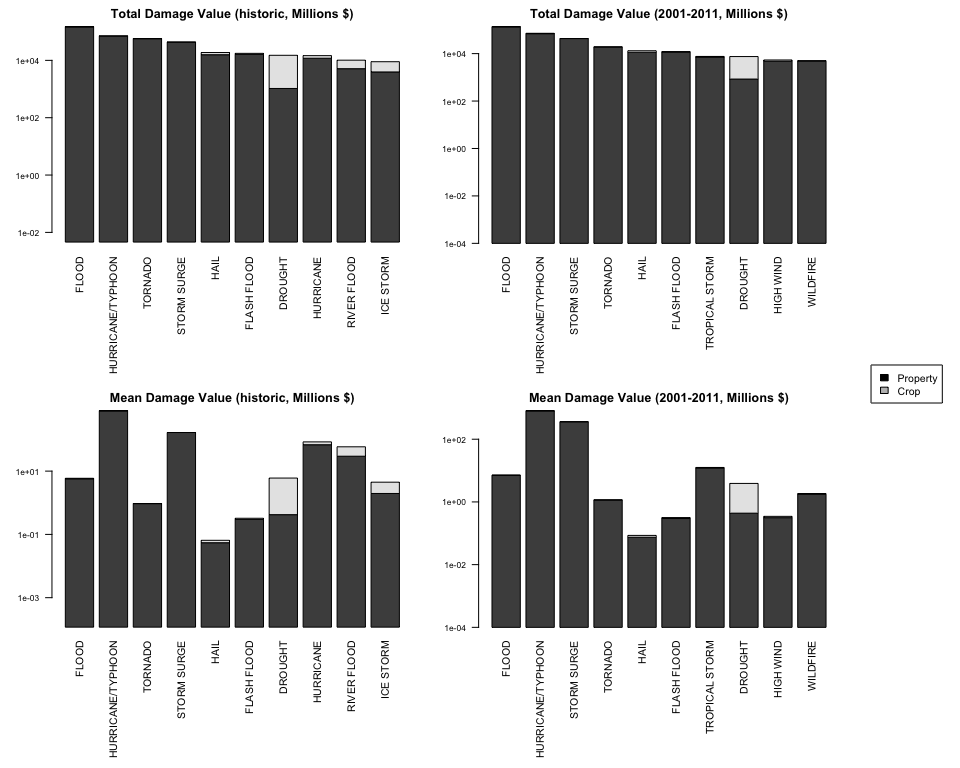 Total Damage Value (historic, Millions $)
1e+04
1e+02
1e+00
1e-02
FLOOD
HURRICANE/TYPHOON
TORNADO
STORM SURGE
HAIL
FLASH FLOOD
DROUGHT
HURRICANE
RIVER FLOOD
ICE STORM
Total Damage Value (2001-2011, Millions $)
1e+04
1e+02
1e+00
1e-02
1e-04
FLOOD
HURRICANE/TYPHOON
STORM SURGE
TORNADO
HAIL
FLASH FLOOD
TROPICAL STORM
DROUGHT
HIGH WIND
WILDFIRE
Property
Crop
Mean Damage Value (historic, Millions $)
1e+01
1e-01
1e-03
FLOOD
HURRICANE/TYPHOON
TORNADO
STORM SURGE
HAIL
FLASH FLOOD
DROUGHT
HURRICANE
RIVER FLOOD
ICE STORM
Mean Damage Value (2001-2011, Millions $)
1e+02
1e+00
1e-02
1e-04
FLOOD
HURRICANE/TYPHOON
STORM SURGE
TORNADO
HAIL
FLASH FLOOD
TROPICAL STORM
DROUGHT
HIGH WIND
WILDFIRE